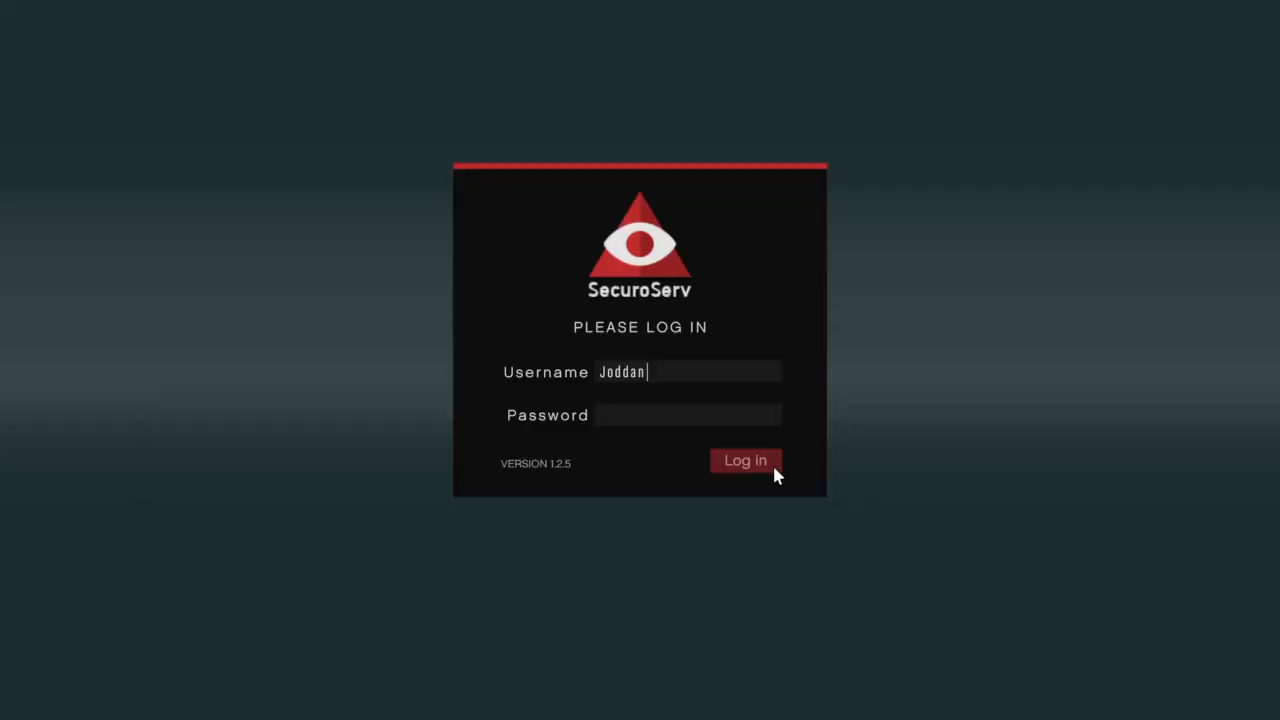 SecuroServ
PLEASE LOG IN
Username Joddan
Password
VERSION 1.2.5 Log in